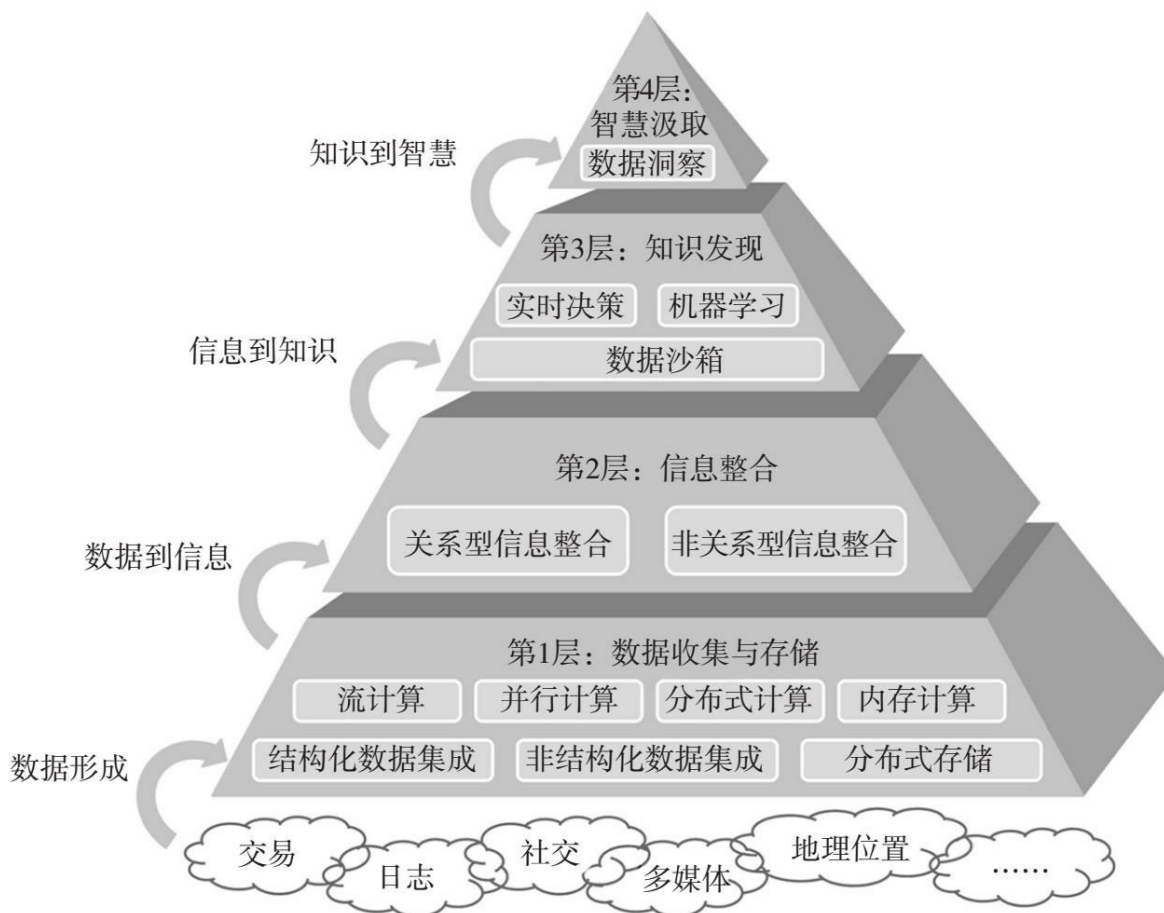 第4层:
智慧汲取
数据洞察
知识到智慧
第3层:知识发现
实时决策 机器学习
数据沙箱
信息到知识
第2层:信息整合
关系型信息整合 非关系型信息整合
数据到信息
第1层:数据收集与存储
流计算 并行计算 分布式计算 内存计算
结构化数据集成 非结构化数据集成 分布式存储
数据形成
交易 日志 社交 多媒体 地理位置 ……